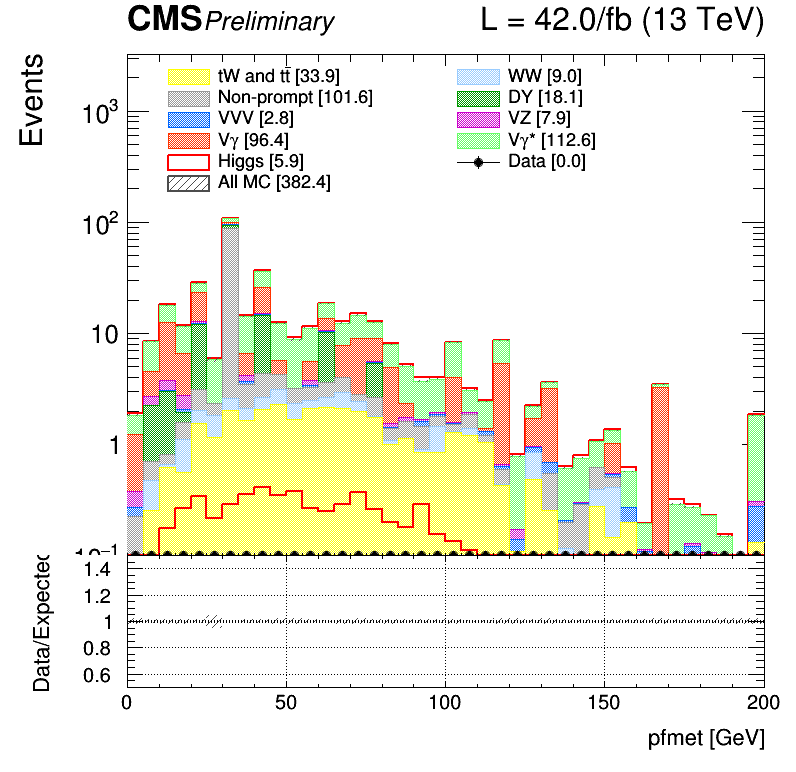 CMS Preliminary L = 42.0/fb (13 TeV)
Events
10³
10²
10
1
10⁻¹
tW and tt̄ [33.9]
Non-prompt [101.6]
VVV [2.8]
Vγ [96.4]
Higgs [5.9]
All MC [382.4]
WW [9.0]
DY [18.1]
VZ [7.9]
Vγ* [112.6]
Data [0.0]
Data/Expected
1.4
1.2
1
0.8
0.6
0 50 100 150 200
pfmet [GeV]